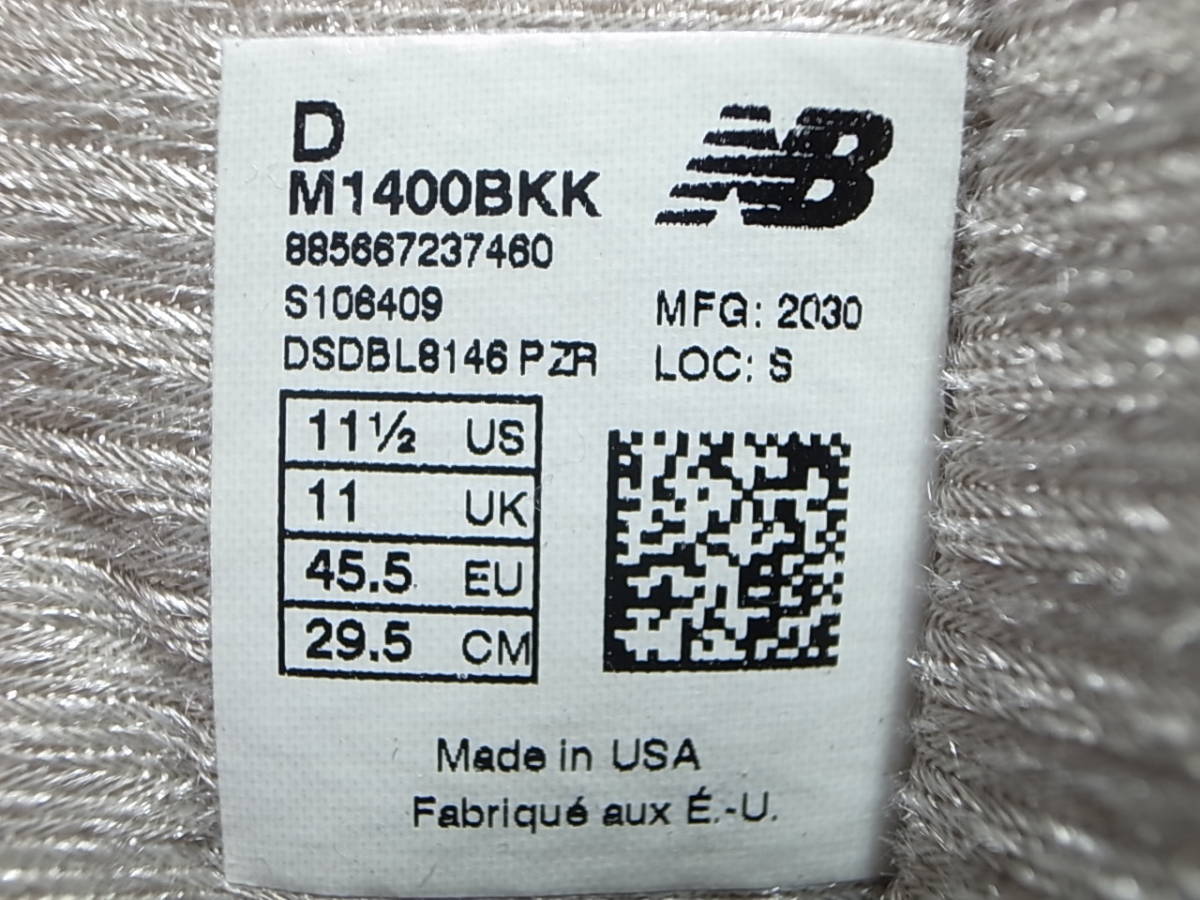 D
NB
M1400BKK
885667237460
S106409
MFG: 2030
DSDBL8146 PZR
LOC: S
11½ US
11 UK
45.5 EU
29.5 CM
Made in USA
Fabriqué aux É.-U.